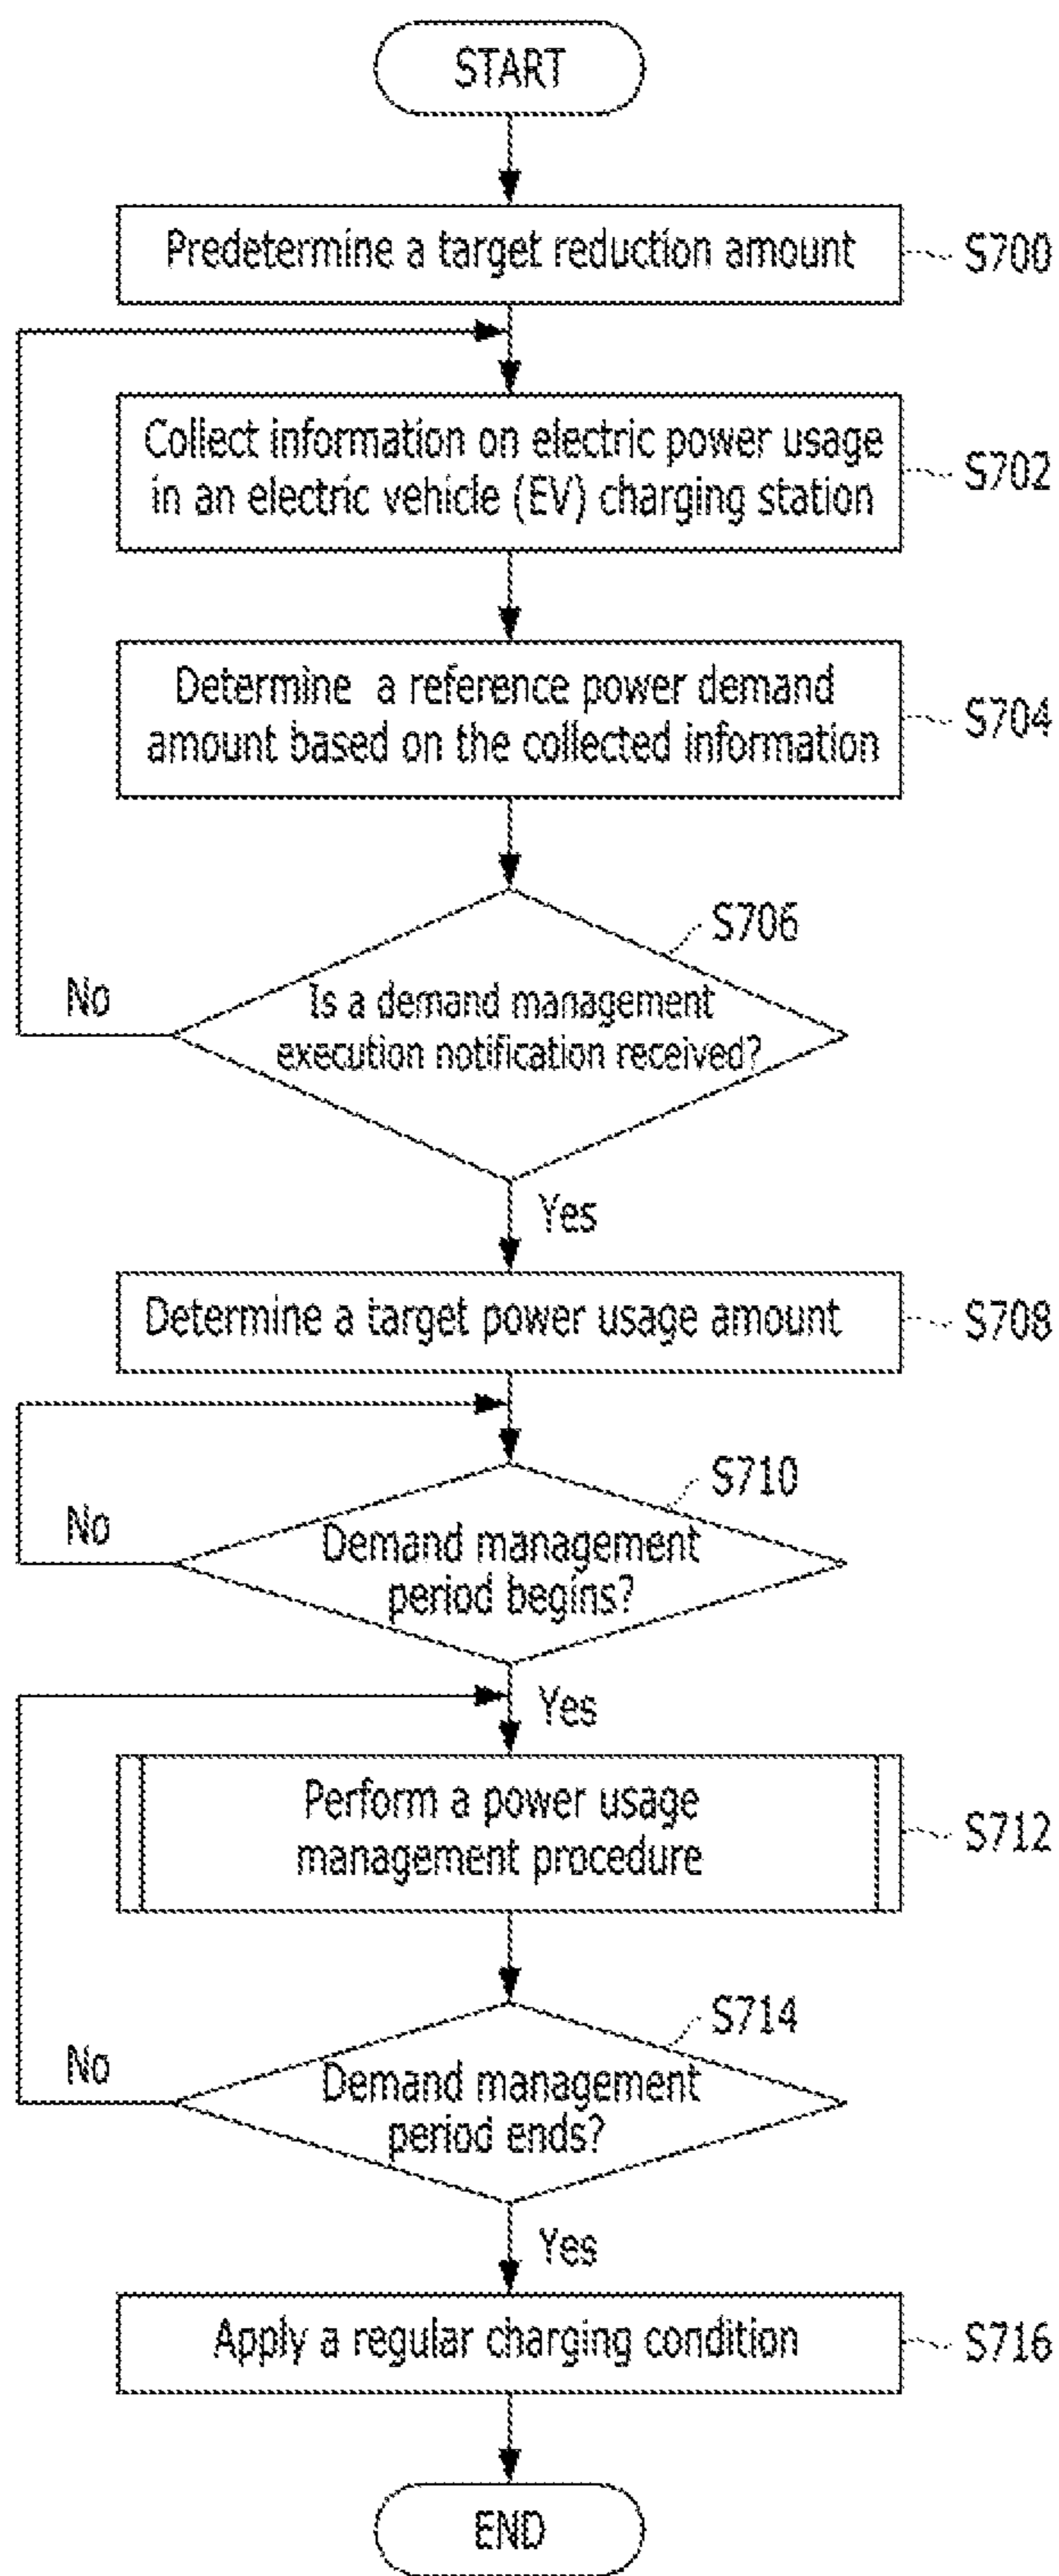 START
Predetermine a target reduction amount
S700
Collect information on electric power usage
in an electric vehicle (EV) charging station
S702
Determine a reference power demand
amount based on the collected information
S704
S706
Is a demand management
execution notification received?
No
Yes
Determine a target power usage amount
S708
S710
Demand management
period begins?
No
Yes
Perform a power usage
management procedure
S712
S714
Demand management
period ends?
No
Yes
Apply a regular charging condition
S716
END